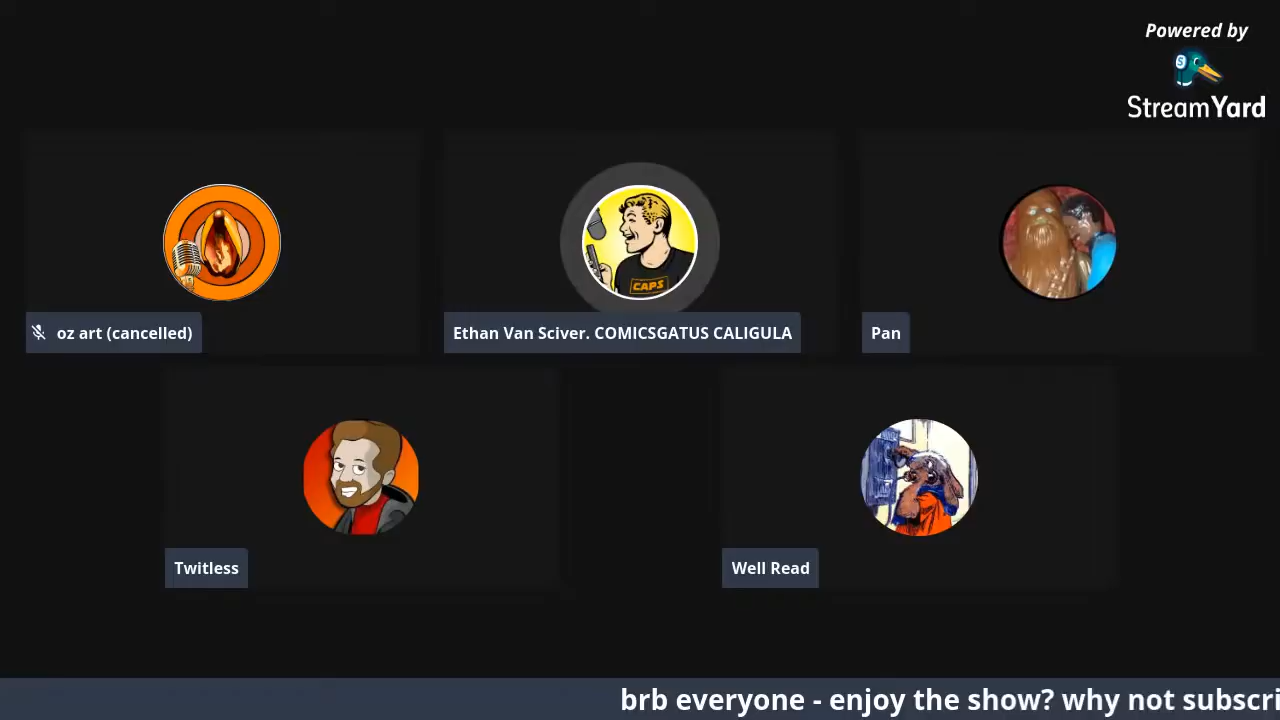 Powered by
StreamYard
oz art (cancelled)
CAPS
Ethan Van Sciver. COMICSGATUS CALIGULA
Pan
Twitless
Well Read
brb everyone - enjoy the show? why not subscri